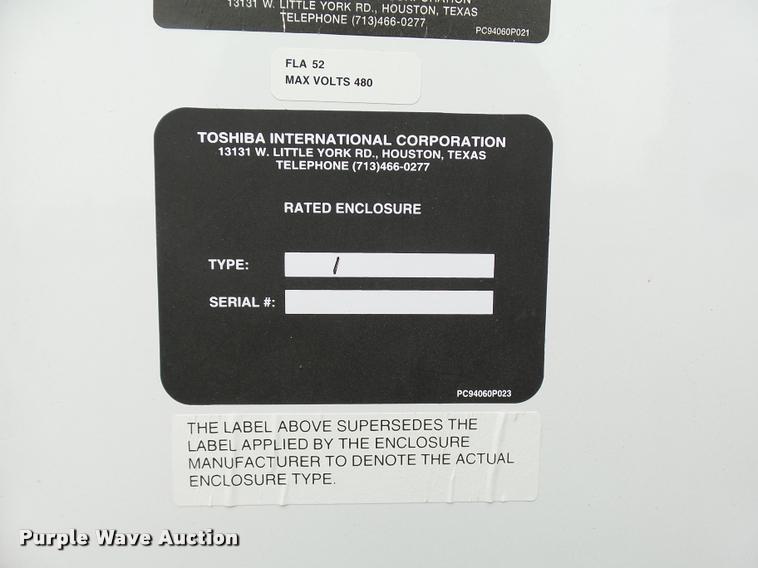 13131 W. LITTLE YORK RD., HOUSTON, TEXAS
TELEPHONE (713)466-0277
PC94060P021
FLA 52
MAX VOLTS 480
TOSHIBA INTERNATIONAL CORPORATION
13131 W. LITTLE YORK RD., HOUSTON, TEXAS
TELEPHONE (713)466-0277
RATED ENCLOSURE
TYPE: 1
SERIAL #:
PC94060P023
THE LABEL ABOVE SUPERSEDES THE
LABEL APPLIED BY THE ENCLOSURE
MANUFACTURER TO DENOTE THE ACTUAL
ENCLOSURE TYPE.
Purple Wave Auction